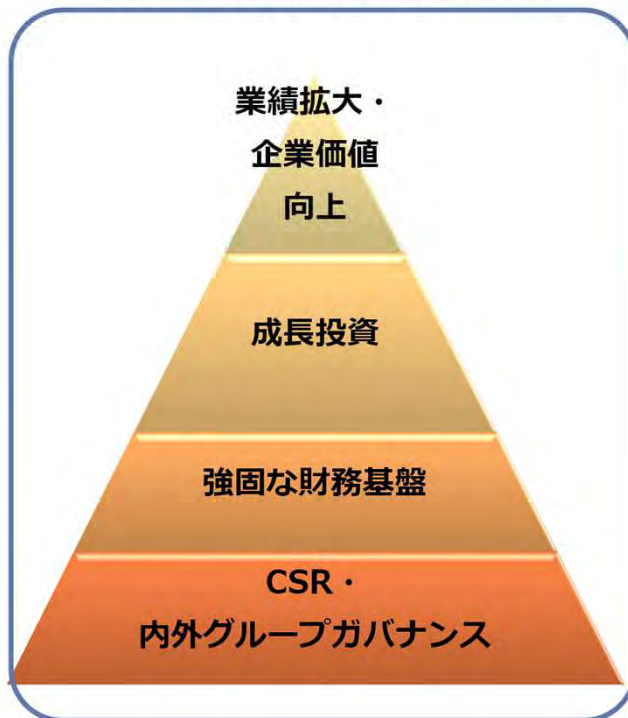 業績拡大・
企業価値
向上
成長投資
強固な財務基盤
CSR・
内外グループガバナンス